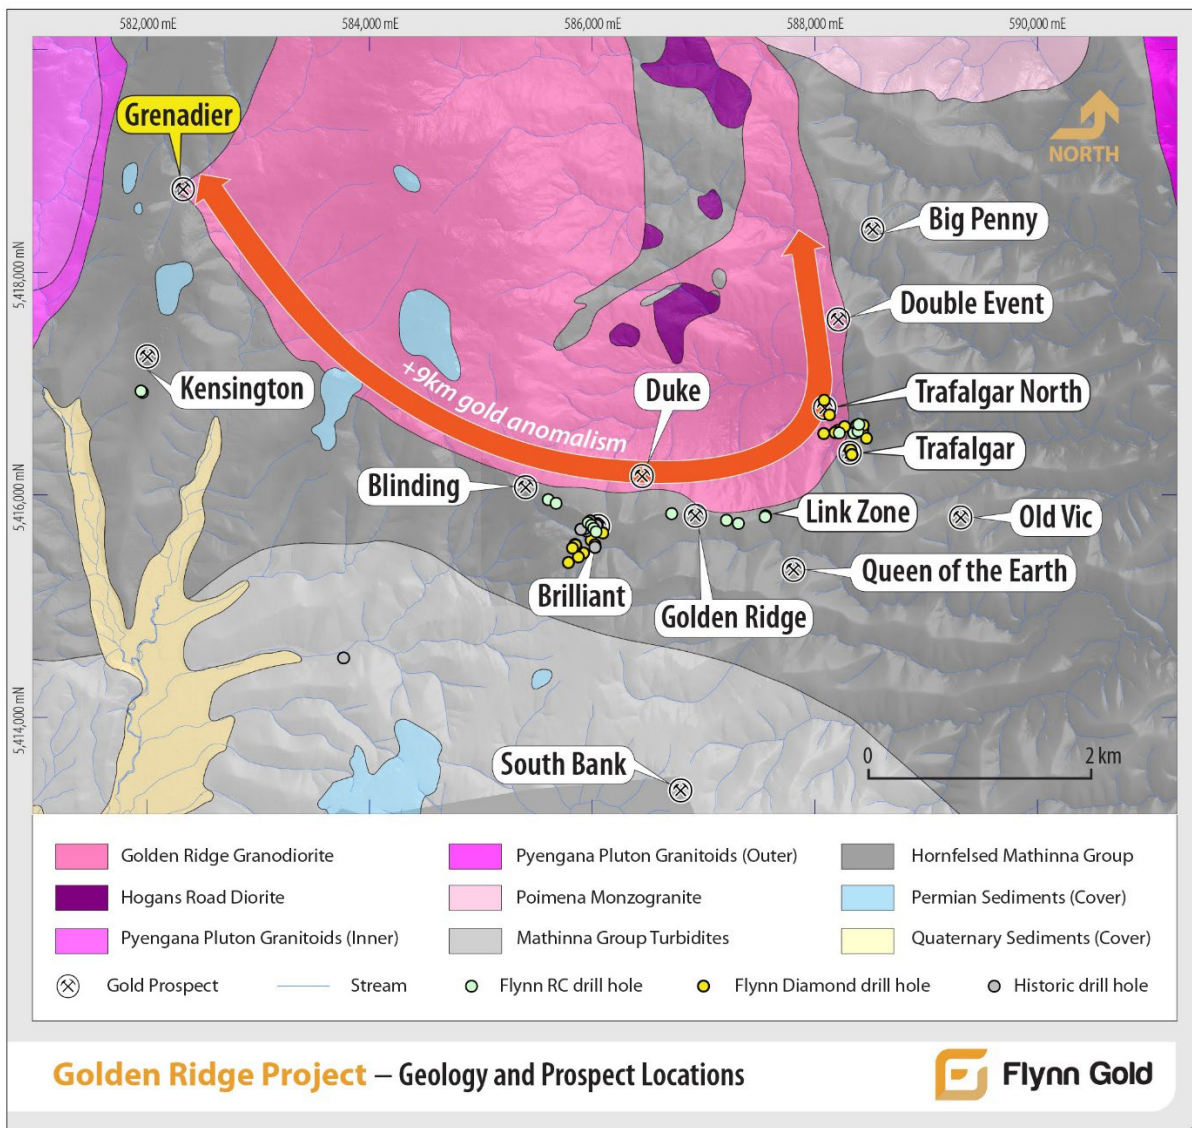 582,000 mE
584,000 mE
586,000 mE
588,000 mE
590,000 mE
Grenadier
NORTH
Big Penny
5,418,000 mN
Double Event
Kensington
+9km gold anomalism
Duke
Trafalgar North
Trafalgar
Blinding
5,416,000 mN
Link Zone
Old Vic
Queen of the Earth
Brilliant
Golden Ridge
5,414,000 mN
South Bank
0
2 km
Golden Ridge Granodiorite
Pyengana Pluton Granitoids (Outer)
Hornfelsed Mathinna Group
Hogans Road Diorite
Poimena Monzogranite
Permian Sediments (Cover)
Pyengana Pluton Granitoids (Inner)
Mathinna Group Turbidites
Quaternary Sediments (Cover)
Gold Prospect
Stream
Flynn RC drill hole
Flynn Diamond drill hole
Historic drill hole
Golden Ridge Project – Geology and Prospect Locations
Flynn Gold